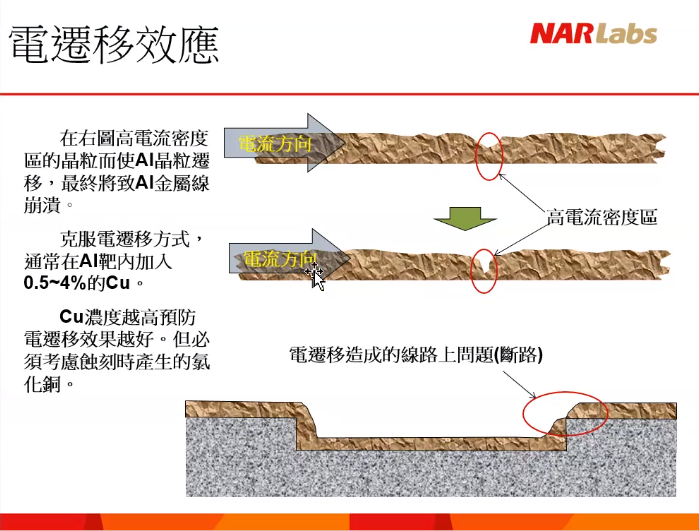 電遷移效應
NARLabs
在右圖高電流密度
區的晶粒而使Al晶粒遷
移，最終將致Al金屬線
崩潰。
克服電遷移方式，
通常在Al靶內加入
0.5~4%的Cu。
Cu濃度越高預防
電遷移效果越好。但必
須考慮蝕刻時產生的氯
化銅。
電流方向
高電流密度區
電流方向
電遷移造成的線路上問題(斷路)